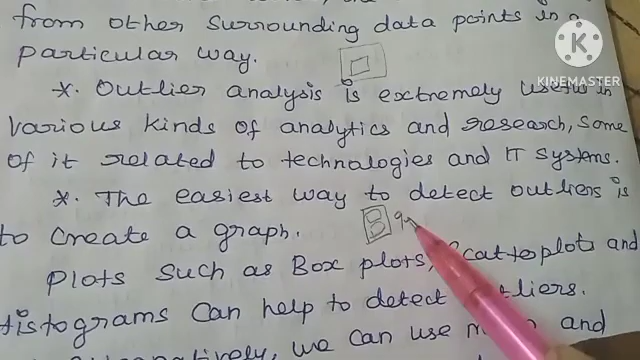 from other surrounding data points in a
particular way.
KINEMASTER
*. Outlier analysis is extremely useful in
various kinds of analytics and research, some
of it related to technalogies and IT systems.
*. The easiest way to detect outliers is
to create a graph.
Plots such as Box plots, Scatteplots and
Histograms can help to detect outliers.
we can use and